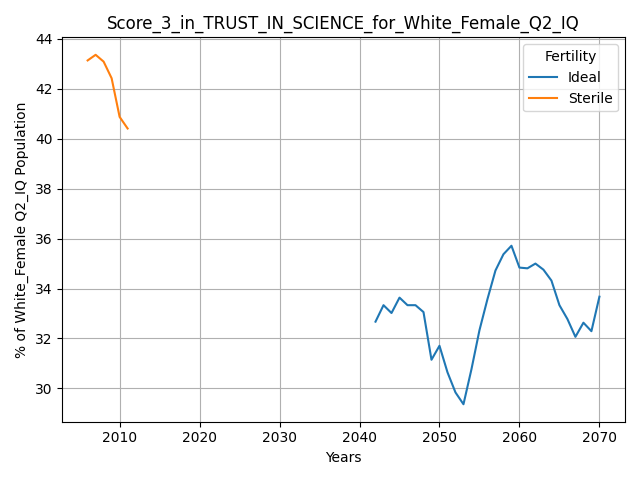 Score_3_in_TRUST_IN_SCIENCE_for_White_Female_Q2_IQ
Fertility
Ideal
Sterile
% of White_Female Q2_IQ Population
44
42
40
38
36
34
32
30
2010
2020
2030
2040
2050
2060
2070
Years